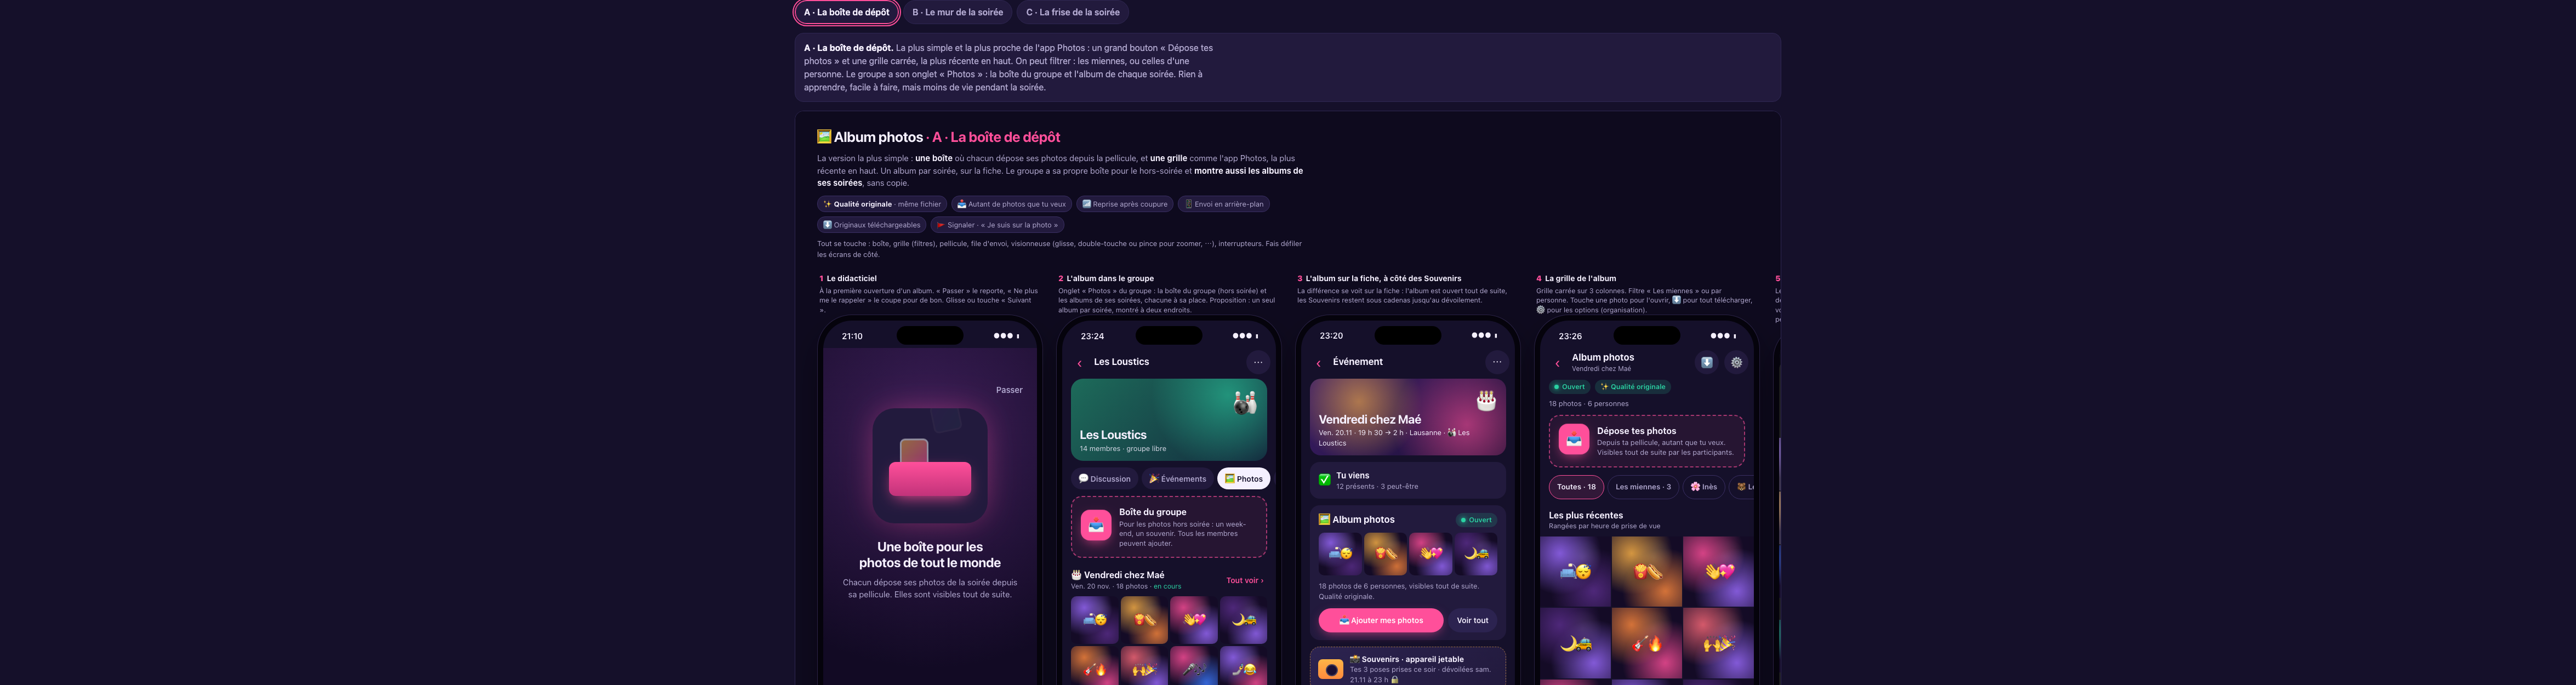 A · La boîte de dépôt
B · Le mur de la soirée
C · La frise de la soirée
A · La boîte de dépôt. La plus simple et la plus proche de l'app Photos : un grand bouton « Dépose tes
photos » et une grille carrée, la plus récente en haut. On peut filtrer : les miennes, ou celles d'une
personne. Le groupe a son onglet « Photos » : la boîte du groupe et l'album de chaque soirée. Rien à
apprendre, facile à faire, mais moins de vie pendant la soirée.
🖼️ Album photos · A · La boîte de dépôt
La version la plus simple : une boîte où chacun dépose ses photos depuis la pellicule, et une grille comme l'app Photos, la plus
récente en haut. Un album par soirée, sur la fiche. Le groupe a sa propre boîte pour le hors-soirée et montre aussi les albums de
ses soirées, sans copie.
✨ Qualité originale · même fichier
📥 Autant de photos que tu veux
Reprise après coupure
📱 Envoi en arrière-plan
⬇️ Originaux téléchargeables
🚩 Signaler · « Je suis sur la photo »
Tout se touche : boîte, grille (filtres), pellicule, file d'envoi, visionneuse (glisse, double-touche ou pince pour zoomer, ···), interrupteurs. Fais défiler
les écrans de côté.
1 Le didacticiel
À la première ouverture d'un album. « Passer » le reporte, « Ne plus
me le rappeler » le coupe pour de bon. Glisse ou touche « Suivant
».
21:10
Passer
Une boîte pour les
photos de tout le monde
Chacun dépose ses photos de la soirée depuis
sa pellicule. Elles sont visibles tout de suite.
2 L'album dans le groupe
Onglet « Photos » du groupe : la boîte du groupe (hors soirée) et
les albums de ses soirées, chacune à sa place. Proposition : un seul
album par soirée, montré à deux endroits.
23:24
‹ Les Loustics ···
Les Loustics
14 membres · groupe libre
💬 Discussion
🎉 Événements
🖼️ Photos
Boîte du groupe
Pour les photos hors soirée : un week-
end, un souvenir. Tous les membres
peuvent ajouter.
🎂 Vendredi chez Maé
Ven. 20 nov. · 18 photos · en cours
Tout voir ›
3 L'album sur la fiche, à côté des Souvenirs
La différence se voit sur la fiche : l'album est ouvert tout de suite,
les Souvenirs restent sous cadenas jusqu'au dévoilement.
23:20
‹ Événement ···
Vendredi chez Maé
Ven. 20.11 · 19 h 30 → 2 h · Lausanne · 🎳 Les
Loustics
Tu viens
12 présents · 3 peut-être
🖼️ Album photos
Ouvert
18 photos de 6 personnes, visibles tout de suite.
Qualité originale.
📥 Ajouter mes photos
Voir tout
📸 Souvenirs · appareil jetable
Tes 3 poses prises ce soir · dévoilées sam.
21.11 à 23 h 🔒
4 La grille de l'album
Grille carrée sur 3 colonnes. Filtre « Les miennes » ou par
personne. Touche une photo pour l'ouvrir, ⬇️ pour tout télécharger,
⚙️ pour les options (organisation).
23:26
‹ Album photos
Vendredi chez Maé
Ouvert
✨ Qualité originale
18 photos · 6 personnes
Dépose tes photos
Depuis ta pellicule, autant que tu veux.
Visibles tout de suite par les participants.
Toutes · 18
Les miennes · 3
🌸 Inès
Les plus récentes
Rangées par heure de prise de vue
5